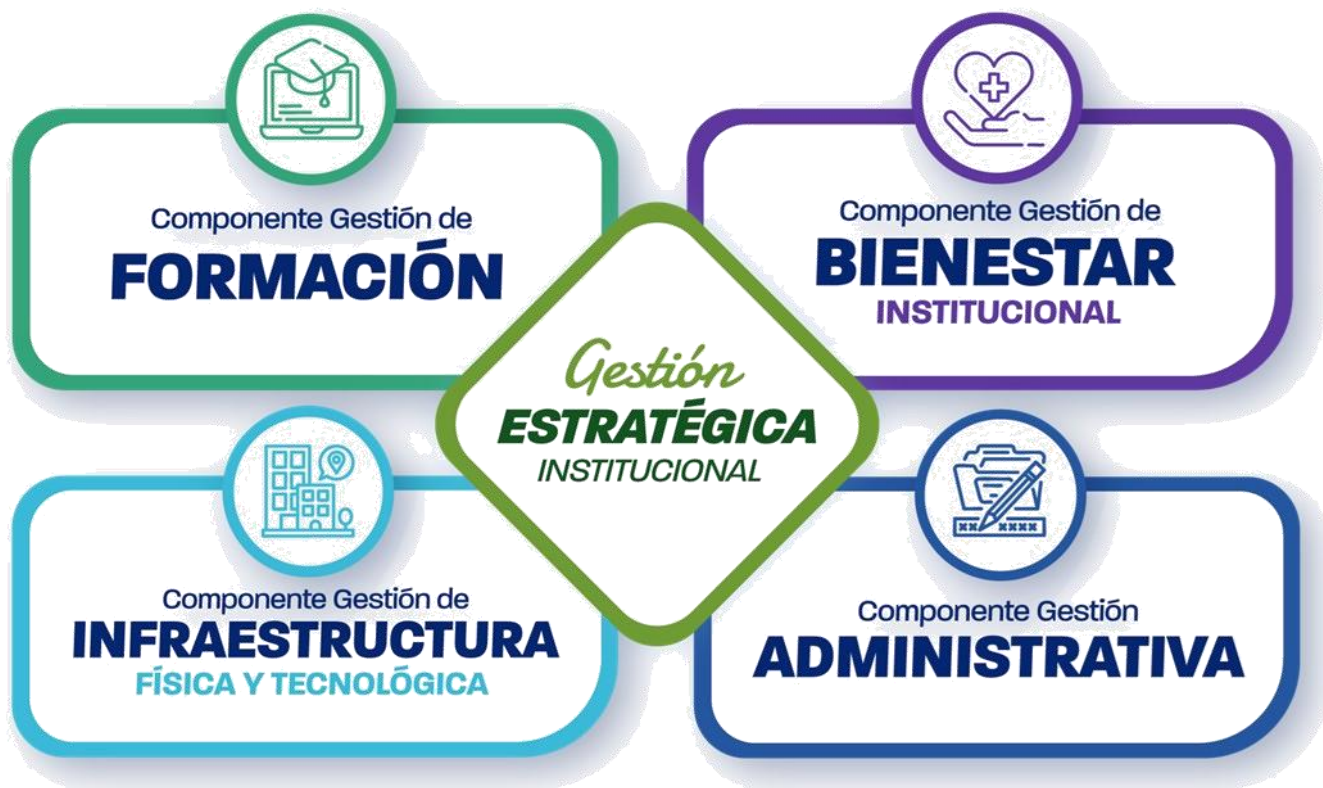 Componente Gestión de
FORMACIÓN
Componente Gestión de
BIENESTAR
INSTITUCIONAL
Gestión
ESTRATÉGICA
INSTITUCIONAL
Componente Gestión de
INFRAESTRUCTURA
FÍSICA Y TECNOLÓGICA
Componente Gestión
ADMINISTRATIVA